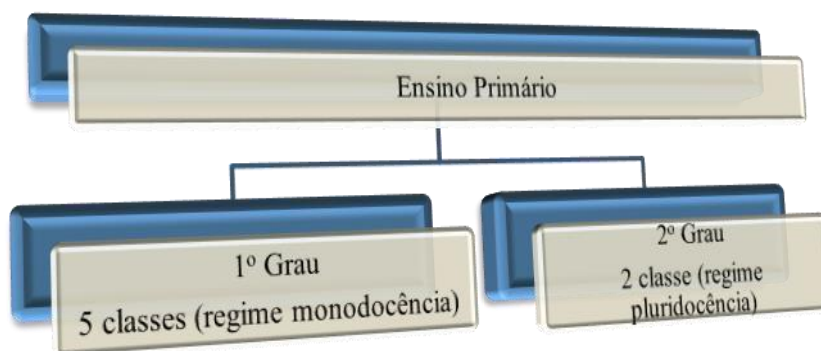 Ensino Primário
1º Grau
5 classes (regime monodocência)
2º Grau
2 classe (regime
pluridocência)